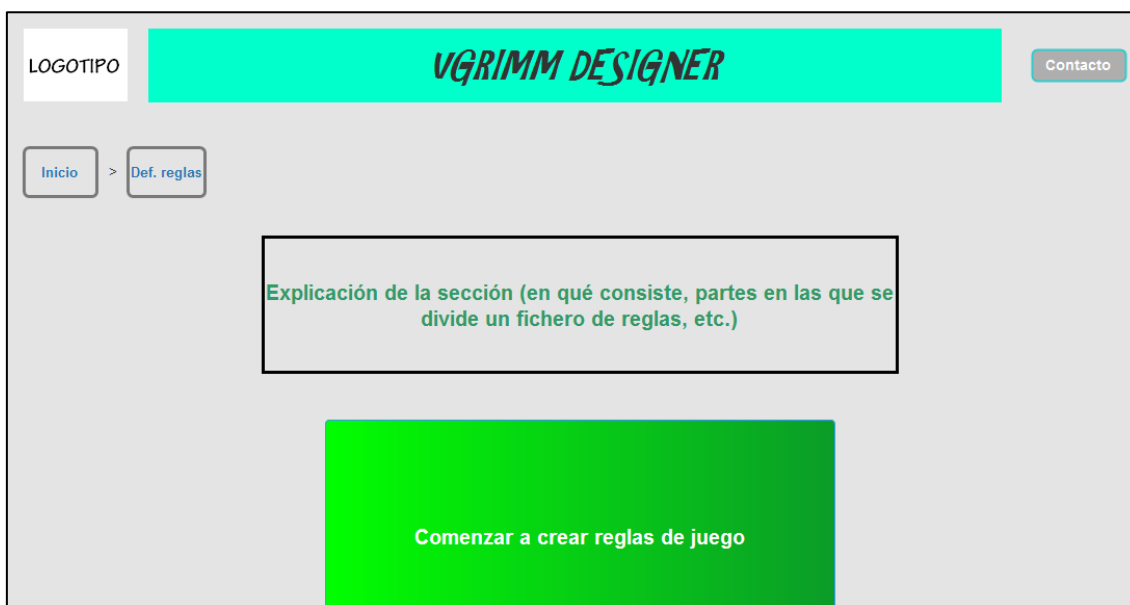 LOGOTIPO
VGRIMM DESIGNER
Contacto
Inicio > Def. reglas
Explicación de la sección (en qué consiste, partes en las que se
divide un fichero de reglas, etc.)
Comenzar a crear reglas de juego